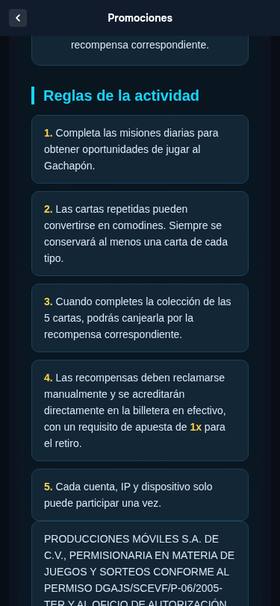 Promociones
recompensa correspondiente.
Reglas de la actividad
1. Completa las misiones diarias para
obtener oportunidades de jugar al
Gachapón.
2. Las cartas repetidas pueden
convertirse en comodines. Siempre se
conservará al menos una carta de cada
tipo.
3. Cuando completes la colección de las
5 cartas, podrás canjearla por la
recompensa correspondiente.
4. Las recompensas deben reclamarse
manualmente y se acreditarán
directamente en la billetera en efectivo,
con un requisito de apuesta de 1x para
el retiro.
5. Cada cuenta, IP y dispositivo solo
puede participar una vez.
PRODUCCIONES MÓVILES S.A. DE
C.V., PERMISIONARIA EN MATERIA DE
JUEGOS Y SORTEOS CONFORME AL
PERMISO DGAJS/SCEVF/P-06/2005-
TER Y AL OFICIO DE AUTORIZACIÓN